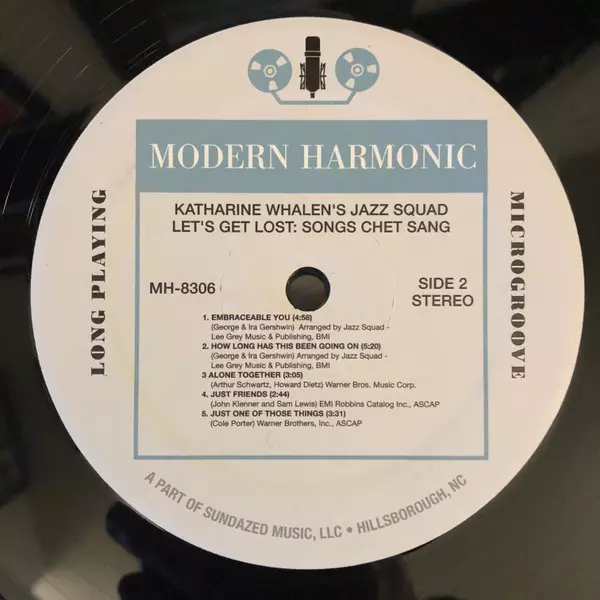 MODERN HARMONIC
KATHARINE WHALEN'S JAZZ SQUAD
LET'S GET LOST: SONGS CHET SANG
LONG PLAYING
MICROGROOVE
MH-8306
SIDE 2
STEREO
1. EMBRACEABLE YOU (4:58)
(George & Ira Gershwin) Arranged by Jazz Squad -
Lee Grey Music & Publishing, BMI
2. HOW LONG HAS THIS BEEN GOING ON (5:20)
(George & Ira Gershwin) Arranged by Jazz Squad -
Lee Grey Music & Publishing, BMI
3 ALONE TOGETHER (3:05)
(Arthur Schwartz, Howard Dietz) Warner Bros. Music Corp.
4. JUST FRIENDS (2:44)
(John Klenner and Sam Lewis) EMI Robbins Catalog Inc., ASCAP
5. JUST ONE OF THOSE THINGS (3:31)
(Cole Porter) Warner Brothers, Inc., ASCAP
A PART OF SUNDAZED MUSIC, LLC • HILLSBOROUGH, NC